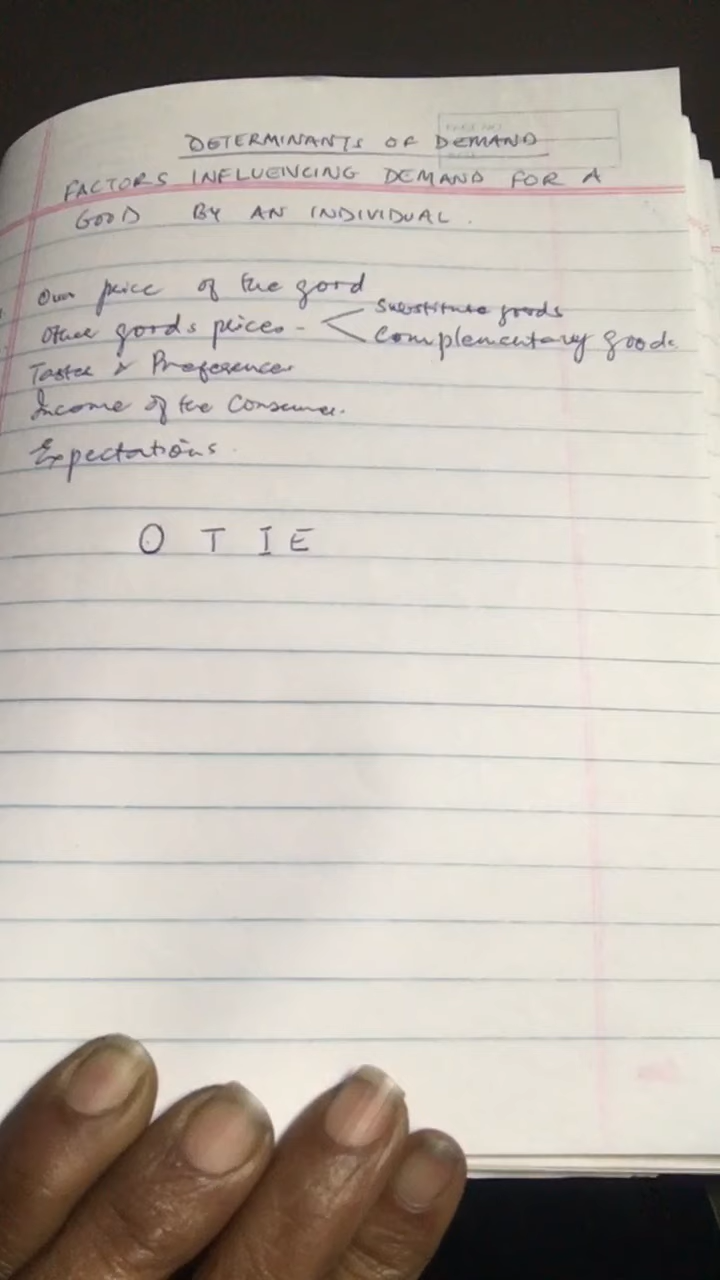 DETERMINANTS OF DEMAND
FACTORS INFLUENCING DEMAND FOR A
GOOD BY AN INDIVIDUAL.
Own price of the good
Other goods prices - Substitute goods
Complementary goods
Tastes & Preferences
Income of the Consumer.
Expectations.
O T I E